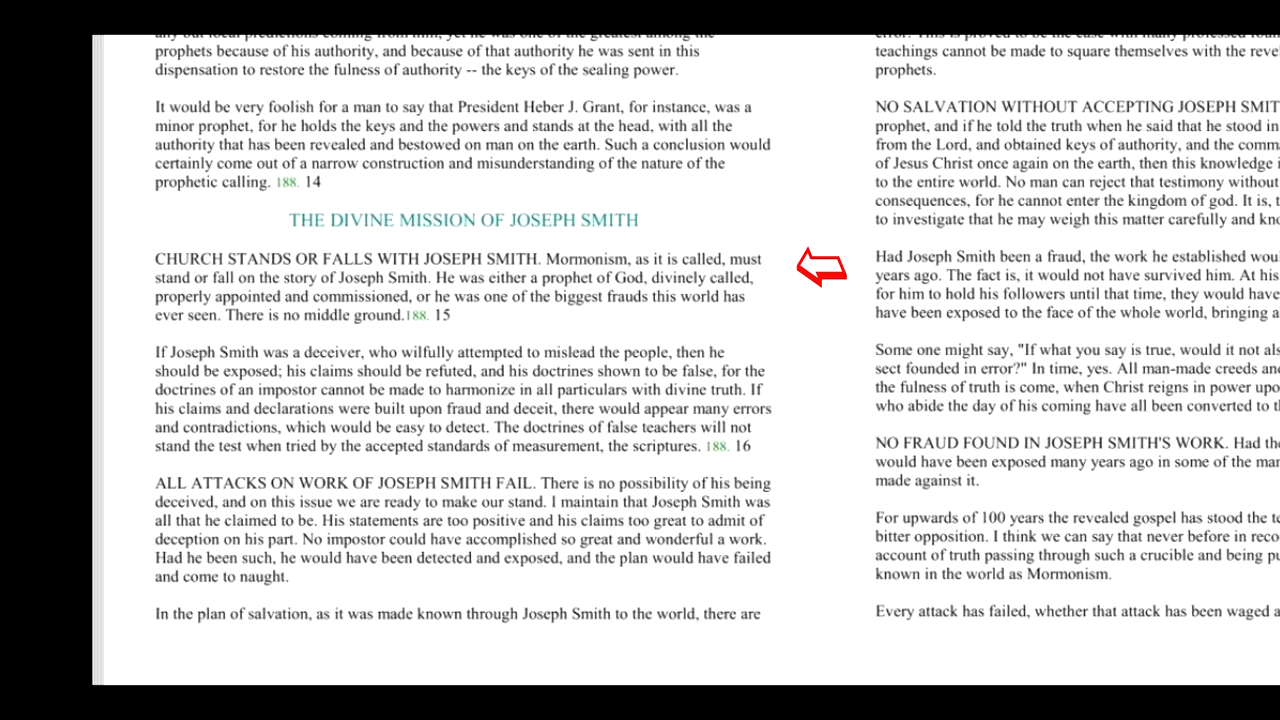 prophets because of his authority, and because of that authority he was sent in this
dispensation to restore the fulness of authority -- the keys of the sealing power.
It would be very foolish for a man to say that President Heber J. Grant, for instance, was a
minor prophet, for he holds the keys and the powers and stands at the head, with all the
authority that has been revealed and bestowed on man on the earth. Such a conclusion would
certainly come out of a narrow construction and misunderstanding of the nature of the
prophetic calling. 188. 14
THE DIVINE MISSION OF JOSEPH SMITH
CHURCH STANDS OR FALLS WITH JOSEPH SMITH. Mormonism, as it is called, must
stand or fall on the story of Joseph Smith. He was either a prophet of God, divinely called,
properly appointed and commissioned, or he was one of the biggest frauds this world has
ever seen. There is no middle ground.188. 15
If Joseph Smith was a deceiver, who wilfully attempted to mislead the people, then he
should be exposed; his claims should be refuted, and his doctrines shown to be false, for the
doctrines of an impostor cannot be made to harmonize in all particulars with divine truth. If
his claims and declarations were built upon fraud and deceit, there would appear many errors
and contradictions, which would be easy to detect. The doctrines of false teachers will not
stand the test when tried by the accepted standards of measurement, the scriptures. 188. 16
ALL ATTACKS ON WORK OF JOSEPH SMITH FAIL. There is no possibility of his being
deceived, and on this issue we are ready to make our stand. I maintain that Joseph Smith was
all that he claimed to be. His statements are too positive and his claims too great to admit of
deception on his part. No impostor could have accomplished so great and wonderful a work.
Had he been such, he would have been detected and exposed, and the plan would have failed
and come to naught.
In the plan of salvation, as it was made known through Joseph Smith to the world, there are
teachings cannot be made to square themselves with the
prophets.
NO SALVATION WITHOUT ACCEPTING JOSEPH
prophet, and if he told the truth when he said that he stood in
from the Lord, and obtained keys of authority, and the
of Jesus Christ once again on the earth, then this knowledge
to the entire world. No man can reject that testimony without
consequences, for he cannot enter the kingdom of god. It is,
to investigate that he may weigh this matter carefully and
Had Joseph Smith been a fraud, the work he established
years ago. The fact is, it would not have survived him. At his
for him to hold his followers until that time, they would have
have been exposed to the face of the whole world, bringing
Some one might say, "If what you say is true, would it not
sect founded in error?" In time, yes. All man-made creeds
the fulness of truth is come, when Christ reigns in power
who abide the day of his coming have all been converted to
NO FRAUD FOUND IN JOSEPH SMITH'S WORK. Had
would have been exposed many years ago in some of the
made against it.
For upwards of 100 years the revealed gospel has stood the
bitter opposition. I think we can say that never before in
account of truth passing through such a crucible and being
known in the world as Mormonism.
Every attack has failed, whether that attack has been waged